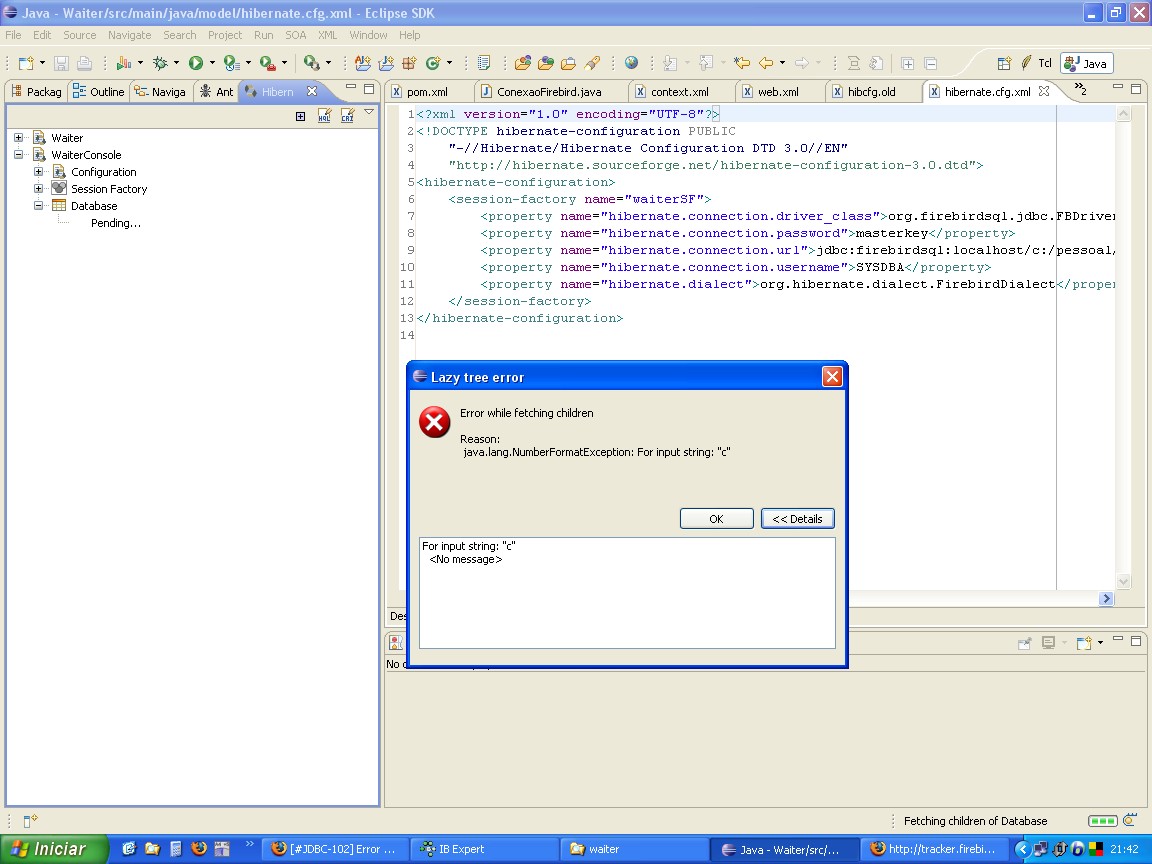 Java - Waiter/src/main/java/model/hibernate.cfg.xml - Eclipse SDK
File Edit Source Navigate Search Project Run SOA XML Window Help
Tcl Java
Packag Outline Naviga Ant Hibern
pom.xml ConexaoFirebird.java context.xml web.xml hibcfg.old hibernate.cfg.xml »2
HQL CRI
Waiter
WaiterConsole
Configuration
Session Factory
Database
Pending...
1<?xml version="1.0" encoding="UTF-8"?>
2<!DOCTYPE hibernate-configuration PUBLIC
3 "-//Hibernate/Hibernate Configuration DTD 3.0//EN"
4 "http://hibernate.sourceforge.net/hibernate-configuration-3.0.dtd">
5<hibernate-configuration>
6 <session-factory name="waiterSF">
7 <property name="hibernate.connection.driver_class">org.firebirdsql.jdbc.FBDriver
8 <property name="hibernate.connection.password">masterkey</property>
9 <property name="hibernate.connection.url">jdbc:firebirdsql:localhost/c:/pessoal/
10 <property name="hibernate.connection.username">SYSDBA</property>
11 <property name="hibernate.dialect">org.hibernate.dialect.FirebirdDialect</proper
12 </session-factory>
13</hibernate-configuration>
14
Lazy tree error
Error while fetching children
Reason:
java.lang.NumberFormatException: For input string: "c"
OK << Details
For input string: "c"
<No message>
Des
No c
Fetching children of Database
Iniciar » [#JDBC-102] Error ... IB Expert waiter Java - Waiter/src/... http://tracker.firebi... 21:42